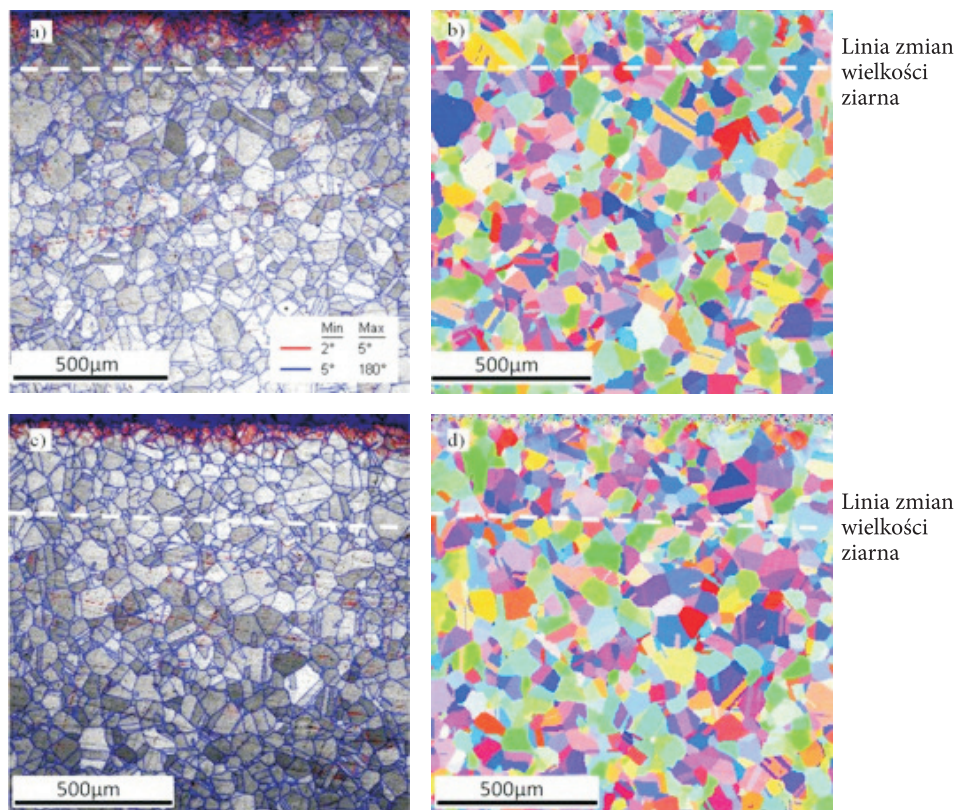 a)
b)
Linia zmian
wielkości
ziarna
Min Max
2° 5°
5° 180°
500μm
500μm
c)
d)
Linia zmian
wielkości
ziarna
500μm
500μm